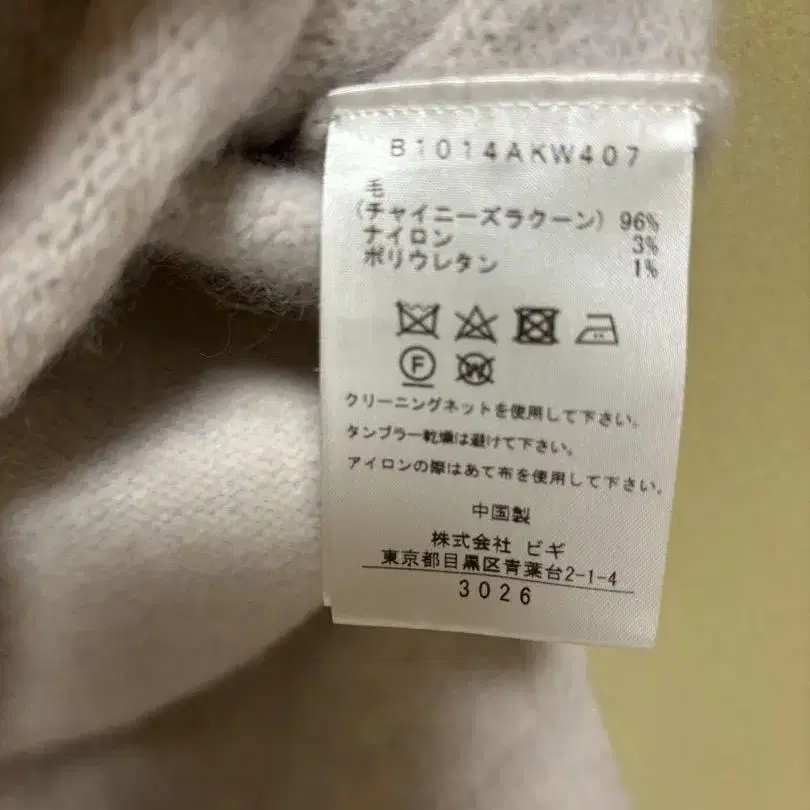 B1014AKW407
毛
(チャイニーズラクーン) 96%
ナイロン 3%
ポリウレタン 1%
F W
クリーニングネットを使用して下さい。
タンブラー乾燥は避けて下さい。
アイロンの際はあて布を使用して下さい。
中国製
株式会社 ビギ
東京都目黒区青葉台2-1-4
3026